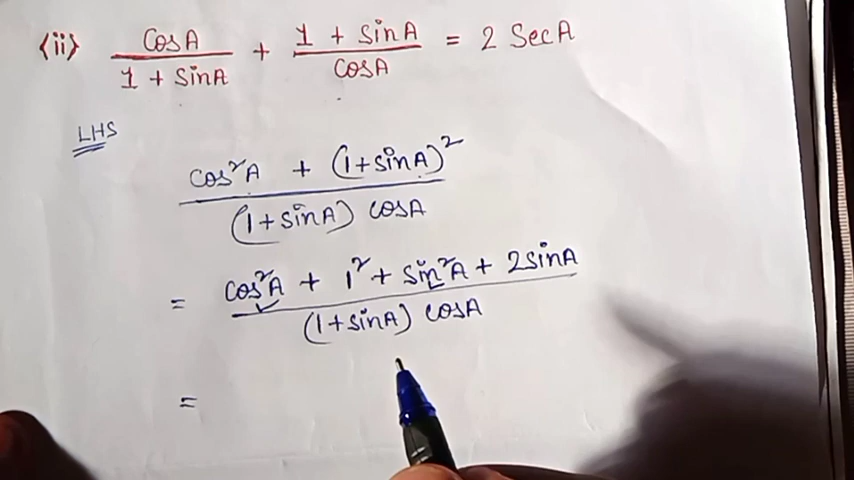 (ii) CosA / 1 + SinA + 1 + SinA / CosA = 2 SecA
LHS
cos²A + (1+sinA)² / (1+sinA) cosA
= cos²A + 1² + sin²A + 2sinA / (1+sinA) cosA
=